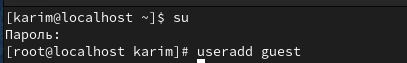 [karim@localhost ~]$ su
Пароль:
[root@localhost karim]# useradd guest